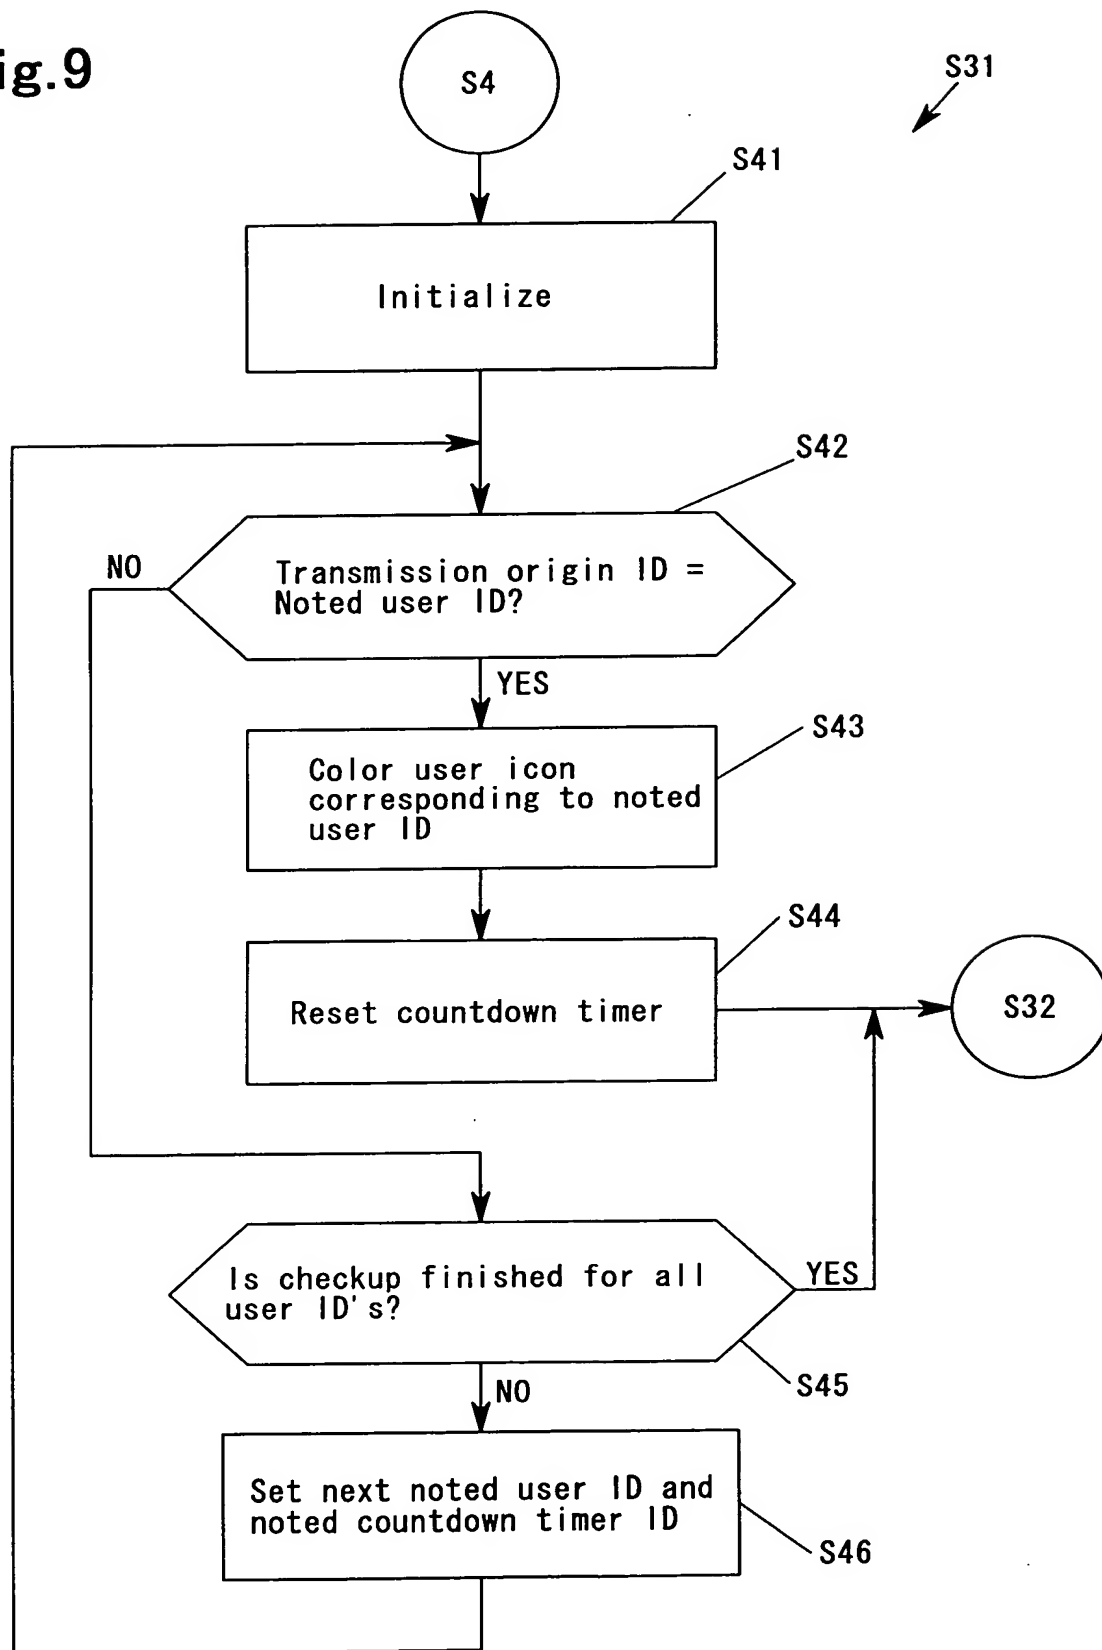 ig.9
S4
S31
S41
Initialize
S42
NO
Transmission origin ID =
Noted user ID?
YES
S43
Color user icon
corresponding to noted
user ID
S44
Reset countdown timer
S32
Is checkup finished for all
user ID's?
YES
S45
NO
Set next noted user ID and
noted countdown timer ID
S46